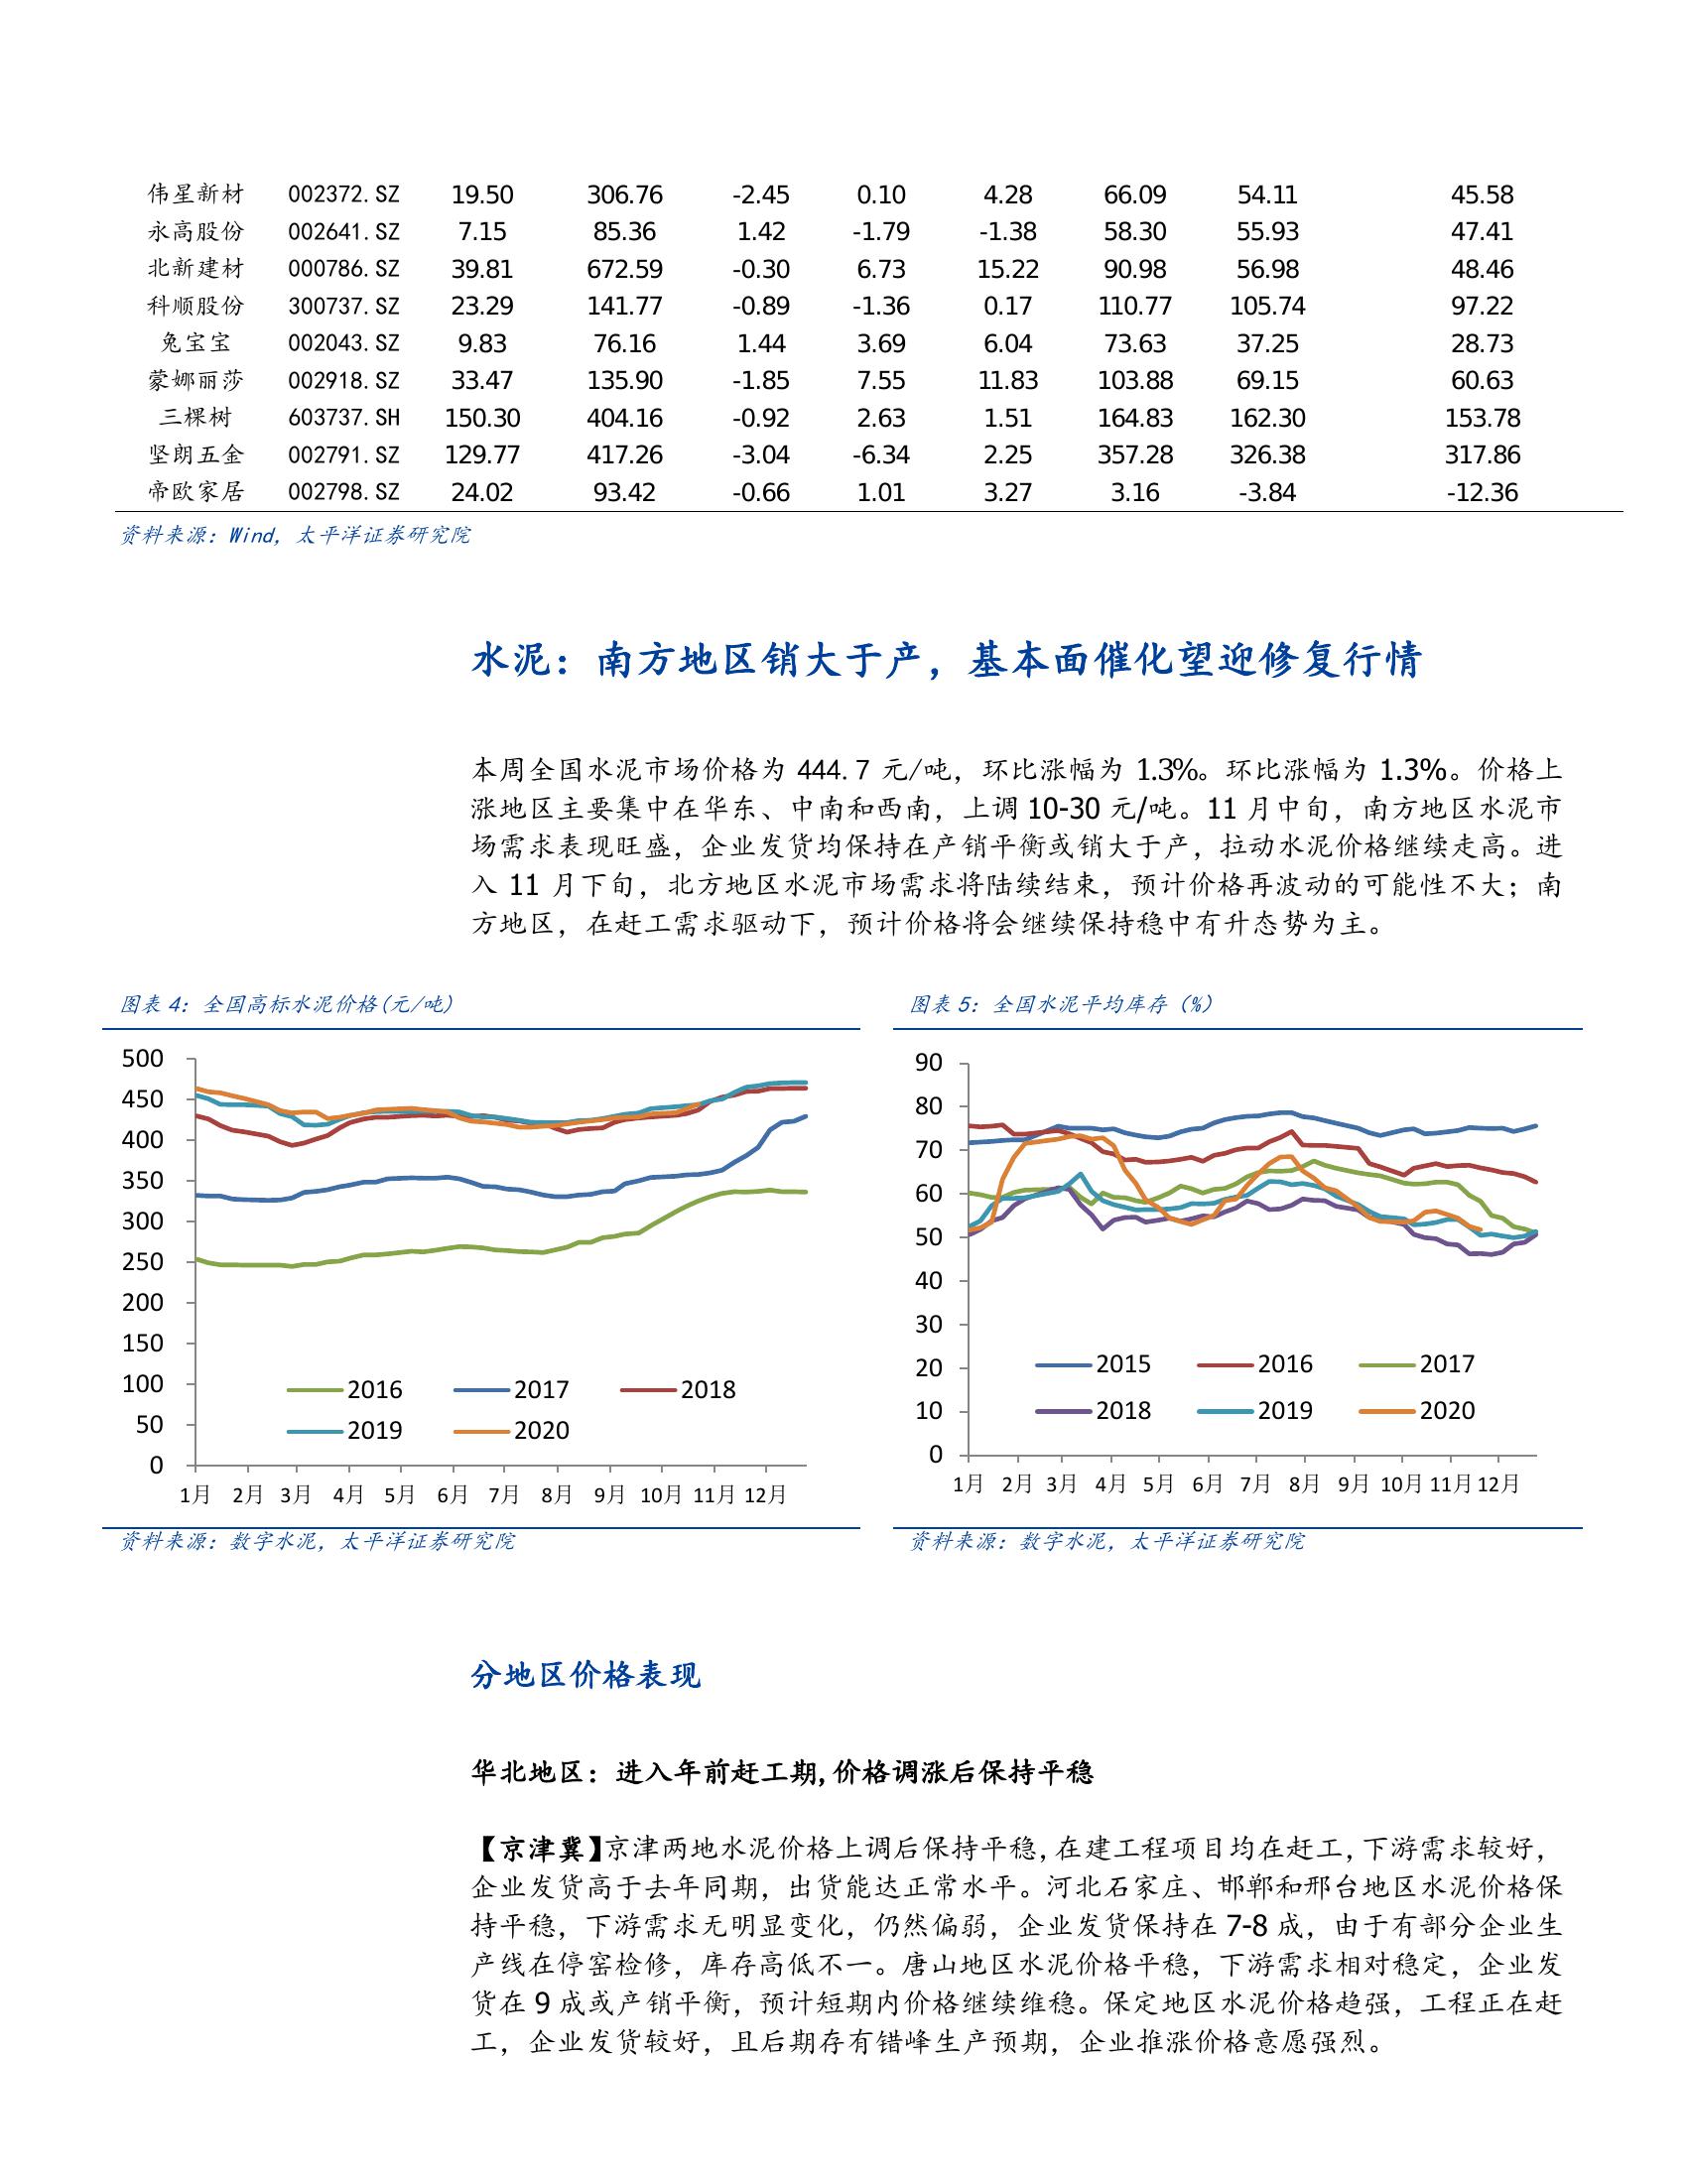 伟星新材 002372.SZ 19.50 306.76 -2.45 0.10 4.28 66.09 54.11 45.58
永高股份 002641.SZ 7.15 85.36 1.42 -1.79 -1.38 58.30 55.93 47.41
北新建材 000786.SZ 39.81 672.59 -0.30 6.73 15.22 90.98 56.98 48.46
科顺股份 300737.SZ 23.29 141.77 -0.89 -1.36 0.17 110.77 105.74 97.22
兔宝宝 002043.SZ 9.83 76.16 1.44 3.69 6.04 73.63 37.25 28.73
蒙娜丽莎 002918.SZ 33.47 135.90 -1.85 7.55 11.83 103.88 69.15 60.63
三棵树 603737.SH 150.30 404.16 -0.92 2.63 1.51 164.83 162.30 153.78
坚朗五金 002791.SZ 129.77 417.26 -3.04 -6.34 2.25 357.28 326.38 317.86
帝欧家居 002798.SZ 24.02 93.42 -0.66 1.01 3.27 3.16 -3.84 -12.36
资料来源：Wind，太平洋证券研究院
水泥：南方地区销大于产，基本面催化望迎修复行情
本周全国水泥市场价格为 444.7 元/吨，环比涨幅为 1.3%。环比涨幅为 1.3%。价格上
涨地区主要集中在华东、中南和西南，上调 10-30 元/吨。11 月中旬，南方地区水泥市
场需求表现旺盛，企业发货均保持在产销平衡或销大于产，拉动水泥价格继续走高。进
入 11 月下旬，北方地区水泥市场需求将陆续结束，预计价格再波动的可能性不大；南
方地区，在赶工需求驱动下，预计价格将会继续保持稳中有升态势为主。
图表 4：全国高标水泥价格(元/吨)
500
450
400
350
300
250
200
150
100
50
0
2016 2017 2018
2019 2020
1月 2月 3月 4月 5月 6月 7月 8月 9月 10月 11月 12月
资料来源：数字水泥，太平洋证券研究院
图表 5：全国水泥平均库存（%）
90
80
70
60
50
40
30
20
10
0
2015 2016 2017
2018 2019 2020
1月 2月 3月 4月 5月 6月 7月 8月 9月 10月 11月 12月
资料来源：数字水泥，太平洋证券研究院
分地区价格表现
华北地区：进入年前赶工期,价格调涨后保持平稳
【京津冀】京津两地水泥价格上调后保持平稳,在建工程项目均在赶工,下游需求较好，
企业发货高于去年同期，出货能达正常水平。河北石家庄、邯郸和邢台地区水泥价格保
持平稳，下游需求无明显变化，仍然偏弱，企业发货保持在 7-8 成，由于有部分企业生
产线在停窑检修，库存高低不一。唐山地区水泥价格平稳，下游需求相对稳定，企业发
货在 9 成或产销平衡，预计短期内价格继续维稳。保定地区水泥价格趋强，工程正在赶
工，企业发货较好，且后期存有错峰生产预期，企业推涨价格意愿强烈。